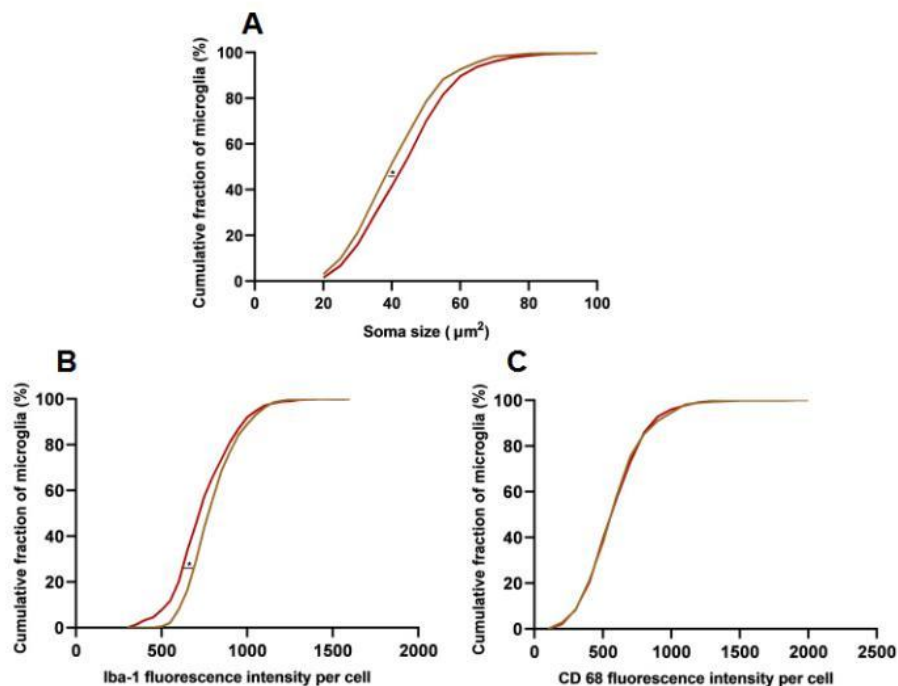 A
Cumulative fraction of microglia (%)
100
80
60
40
20
0
*
0 20 40 60 80 100
Soma size ( µm²)
B
Cumulative fraction of microglia (%)
100
80
60
40
20
0
*
0 500 1000 1500 2000
Iba-1 fluorescence intensity per cell
C
Cumulative fraction of microglia (%)
100
80
60
40
20
0
0 500 1000 1500 2000 2500
CD 68 fluorescence intensity per cell